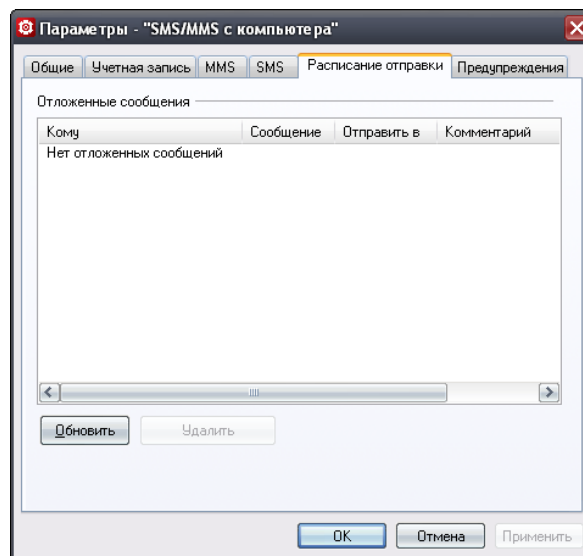 Параметры - "SMS/MMS с компьютера"
Общие Учетная запись MMS SMS Расписание отправки Предупреждения
Отложенные сообщения
Кому Сообщение Отправить в Комментарий
Нет отложенных сообщений
Обновить Удалить
OK Отмена Применить